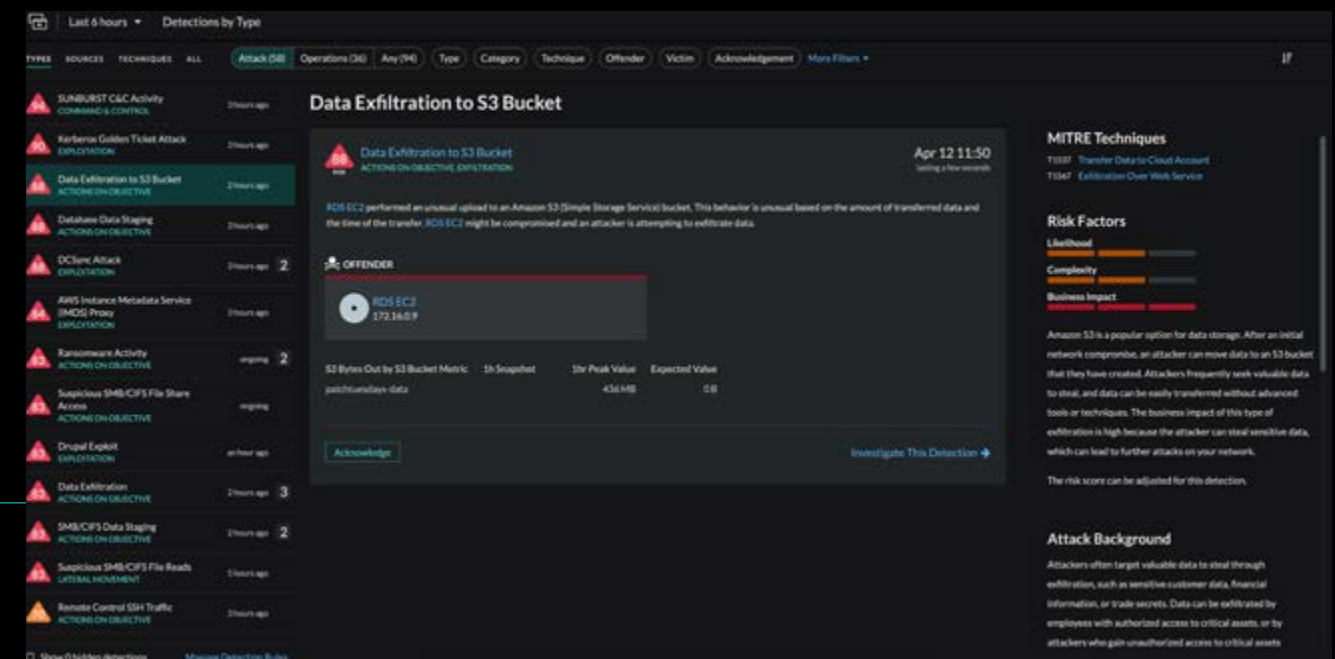 Last 6 hours
Detections by Type
TYPES SOURCES TECHNIQUES ALL
Attack (58) Operations (36) Any (94) Type Category Technique Offender Victim Acknowledgement More Filters
94 SUNBURST C&C Activity
COMMAND & CONTROL
3 hours ago
90 Kerberos Golden Ticket Attack
EXPLOITATION
3 hours ago
88 Data Exfiltration to S3 Bucket
ACTIONS ON OBJECTIVE
2 hours ago
88 Database Data Staging
ACTIONS ON OBJECTIVE
DCSync Attack
EXPLOITATION
2
AWS Instance Metadata Service
(IMDS) Proxy
EXPLOITATION
Ransomware Activity
ACTIONS ON OBJECTIVE
ongoing 2
83 Suspicious SMB/CIFS File Share
Access
ACTIONS ON OBJECTIVE
ongoing
83 Drupal Exploit
EXPLOITATION
an hour ago
83 Data Exfiltration
ACTIONS ON OBJECTIVE
2 hours ago 3
83 SMB/CIFS Data Staging
ACTIONS ON OBJECTIVE
2 hours ago 2
83 Suspicious SMB/CIFS File Reads
LATERAL MOVEMENT
5 hours ago
Remote Control SSH Traffic
ACTIONS ON OBJECTIVE
Show 0 hidden detections Manage Detection Rules
Data Exfiltration to S3 Bucket
88
RISK
Data Exfiltration to S3 Bucket
ACTIONS ON OBJECTIVE, EXFILTRATION
Apr 12 11:50
lasting a few seconds
RDS EC2 performed an unusual upload to an Amazon S3 (Simple Storage Service) bucket. This behavior is unusual based on the amount of transferred data and
the time of the transfer. RDS EC2 might be compromised and an attacker is attempting to exfiltrate data.
OFFENDER
RDS EC2
172.16.0.9
S3 Bytes Out by S3 Bucket Metric 1h Snapshot 1hr Peak Value Expected Value
patchtuesdays-data 436 MB 0 B
Acknowledge
Investigate This Detection
MITRE Techniques
T1537 Transfer Data to Cloud Account
T1567 Exfiltration Over Web Service
Risk Factors
Likelihood
Complexity
Business Impact
Amazon S3 is a popular option for data storage. After an initial
network compromise, an attacker can move data to an S3 bucket
that they have created. Attackers frequently seek valuable data
to steal, and data can be easily transferred without advanced
tools or techniques. The business impact of this type of
exfiltration is high because the attacker can steal sensitive data,
which can lead to further attacks on your network.
The risk score can be adjusted for this detection.
Attack Background
Attackers often target valuable data to steal through
exfiltration, such as sensitive customer data, financial
information, or trade secrets. Data can be exfiltrated by
employees with authorized access to critical assets, or by
attackers who gain unauthorized access to critical assets